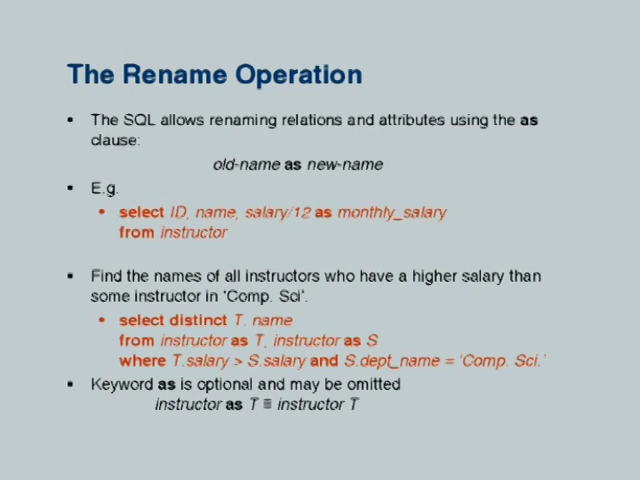 The Rename Operation
• The SQL allows renaming relations and attributes using the as
clause:
old-name as new-name
• E.g.
• select ID, name, salary/12 as monthly_salary
from instructor
• Find the names of all instructors who have a higher salary than
some instructor in 'Comp. Sci'.
• select distinct T. name
from instructor as T, instructor as S
where T.salary > S.salary and S.dept_name = 'Comp. Sci.'
• Keyword as is optional and may be omitted
instructor as T ≡ instructor T